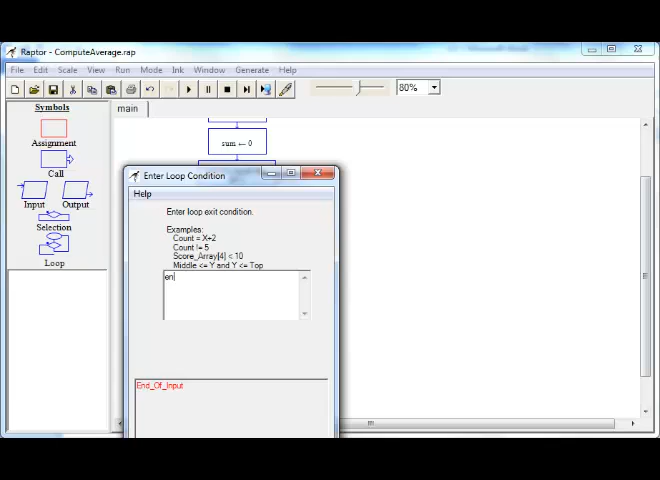 Raptor - ComputeAverage.rap
File Edit Scale View Run Mode Ink Window Generate Help
80%
Symbols
main
Assignment
Call
Input Output
Selection
Loop
sum ← 0
Enter Loop Condition
Help
Enter loop exit condition.
Examples:
Count = X+2
Count != 5
Score_Array[4] < 10
Middle <= Y and Y <= Top
en
End_Of_Input